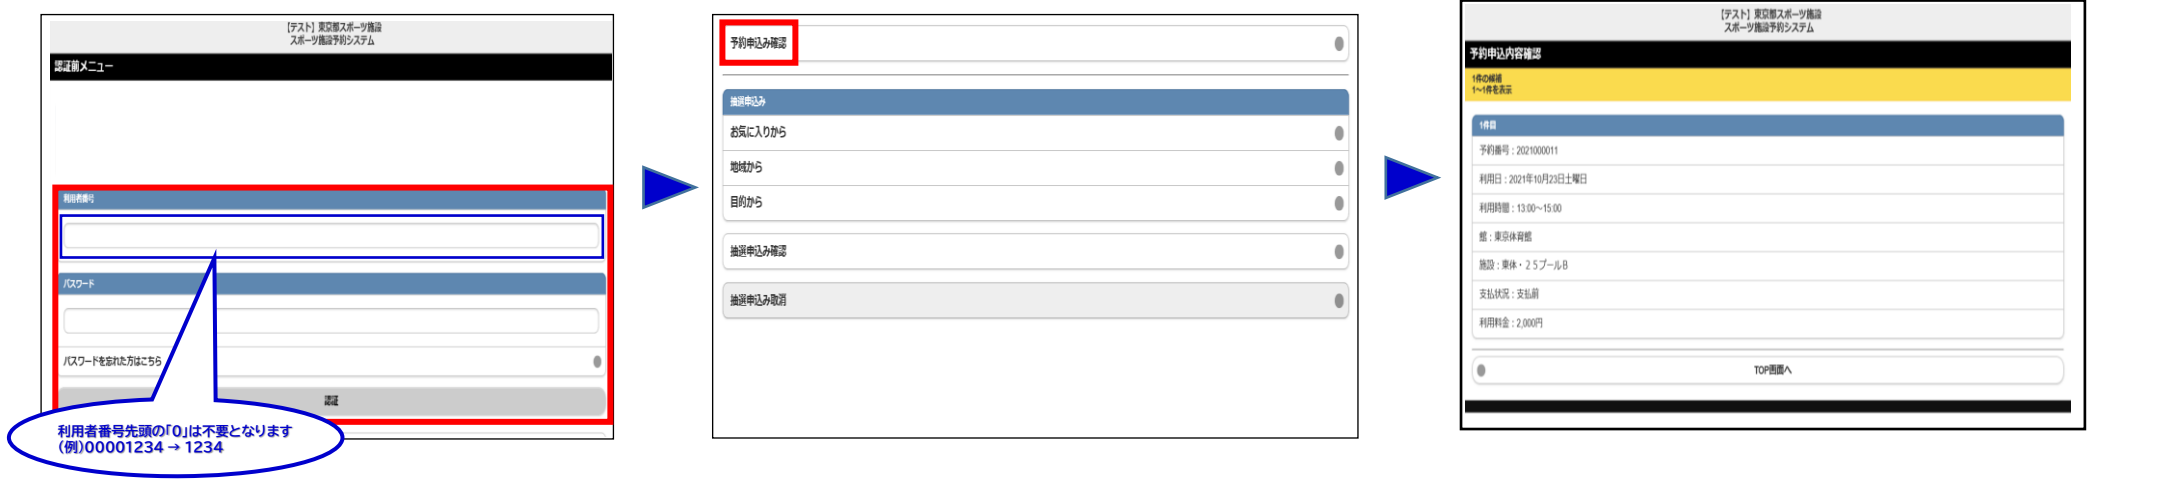 【テスト】東京都スポーツ施設
スポーツ施設予約システム
認証前メニュー
利用者番号
パスワード
パスワードを忘れた方はこちら
認証
利用者番号先頭の「0」は不要となります
(例)00001234 → 1234
予約申込み確認
抽選申込み
お気に入りから
地域から
目的から
抽選申込み確認
抽選申込み取消
【テスト】東京都スポーツ施設
スポーツ施設予約システム
予約申込内容確認
1件の候補
1～1件を表示
1件目
予約番号：2021000011
利用日：2021年10月23日土曜日
利用時間：13:00～15:00
館：東京体育館
施設：東体・25プールB
支払状況：支払前
利用料金：2,000円
TOP画面へ